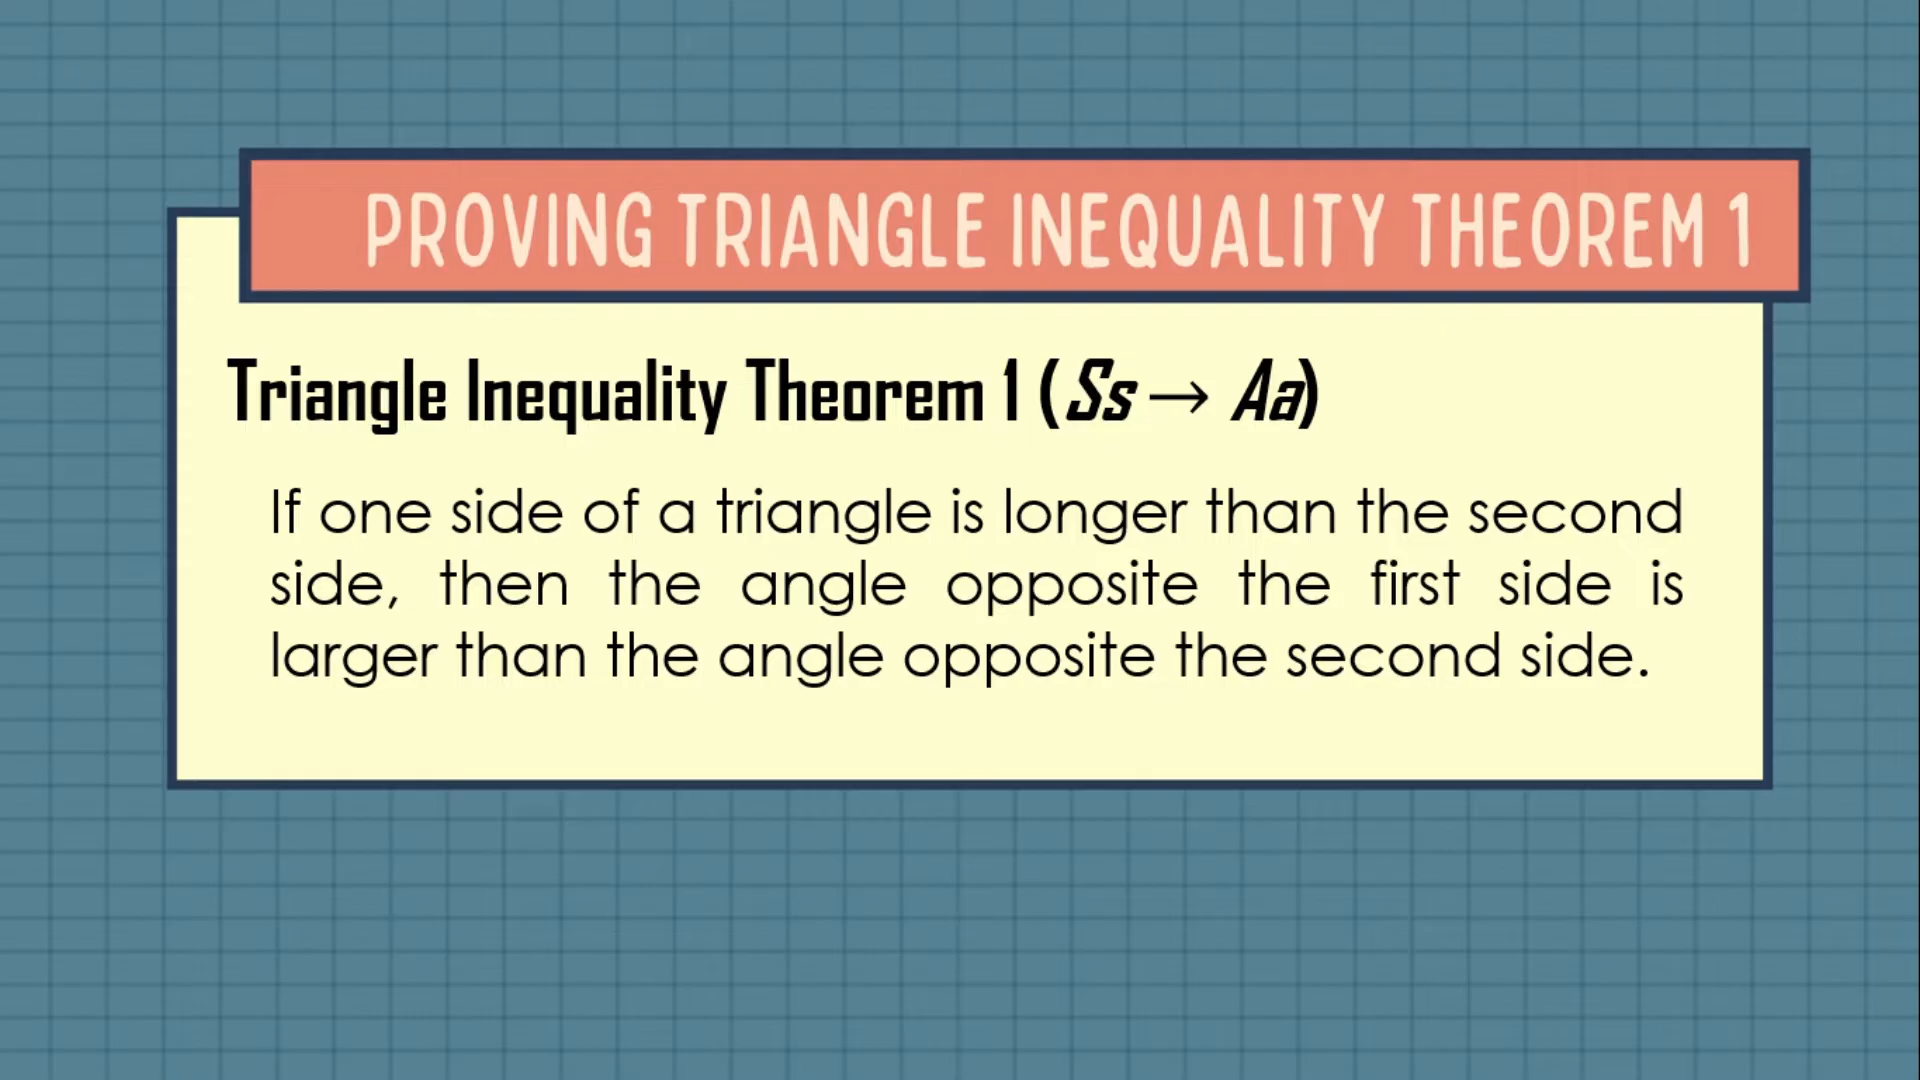 PROVING TRIANGLE INEQUALITY THEOREM 1
Triangle Inequality Theorem 1 (Ss → Aa)
If one side of a triangle is longer than the second
side, then the angle opposite the first side is
larger than the angle opposite the second side.